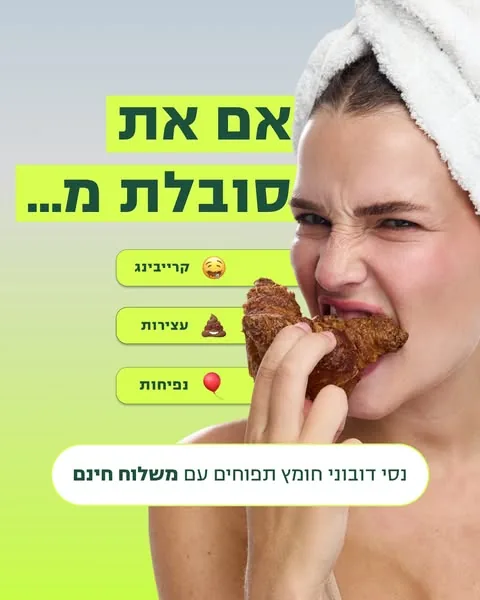 אם את
סובלת מ...
קרייבינג
עצירות
נפיחות
נסי דובוני חומץ תפוחים עם משלוח חינם